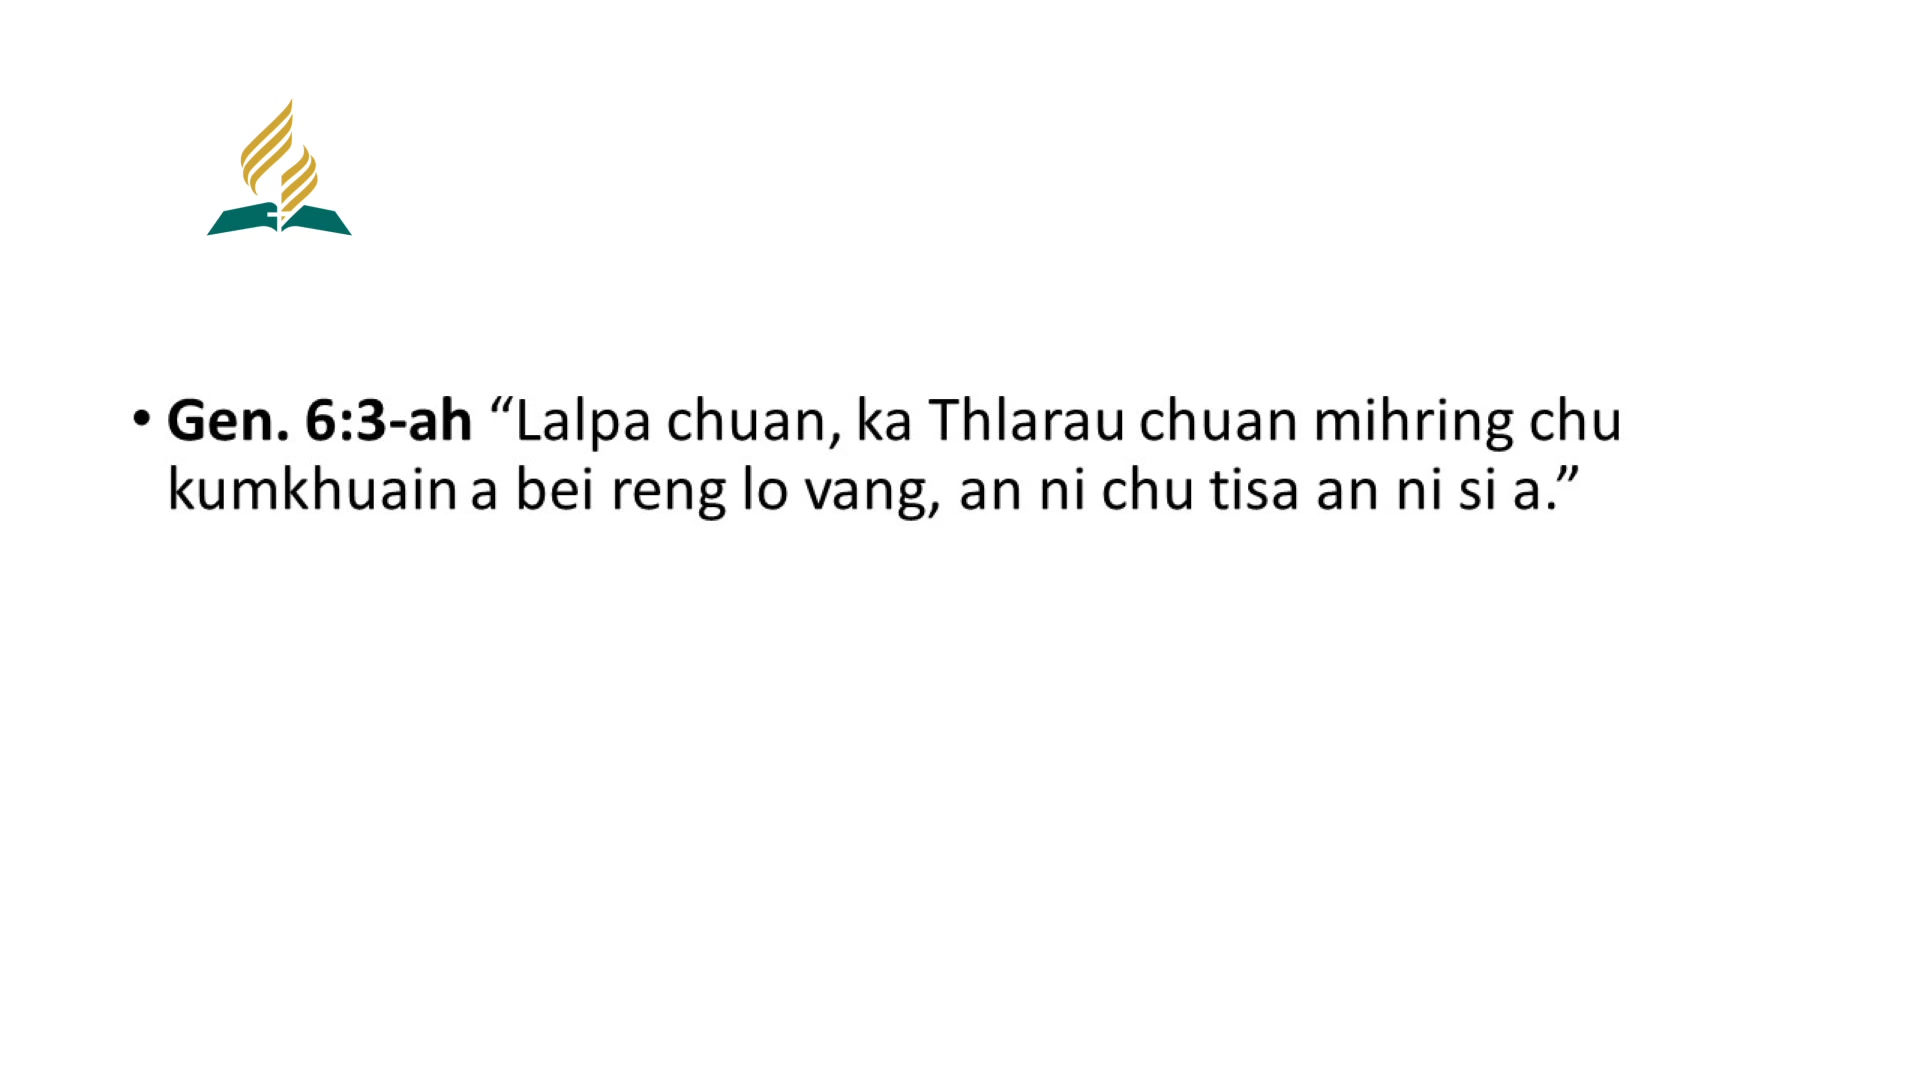 • Gen. 6:3-ah “Lalpa chuan, ka Thlarau chuan mihring chu
kumkhuain a bei reng lo vang, an ni chu tisa an ni si a.”